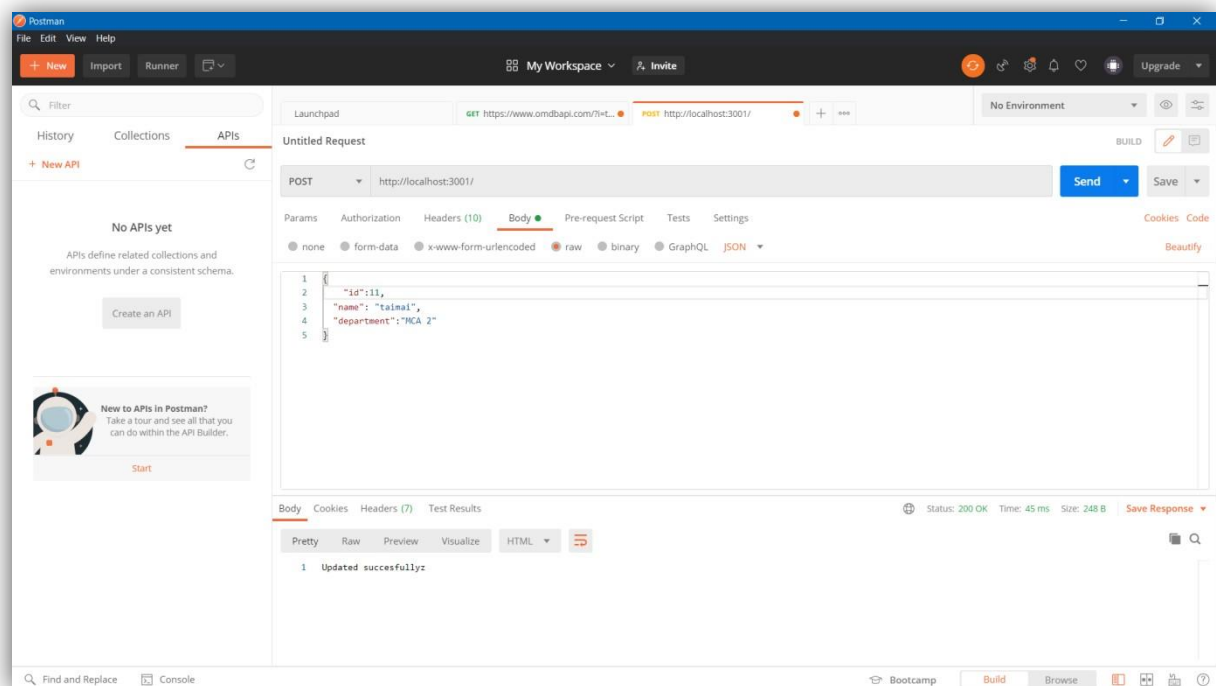 Postman
File Edit View Help
+ New Import Runner My Workspace Invite Upgrade
Filter
History Collections APIs
+ New API
No APIs yet
APIs define related collections and
environments under a consistent schema.
Create an API
New to APIs in Postman?
Take a tour and see all that you
can do within the API Builder.
Start
Launchpad GET https://www.omdbapi.com/?i=t... POST http://localhost:3001/ + ••• No Environment
Untitled Request BUILD
POST http://localhost:3001/ Send Save
Params Authorization Headers (10) Body Pre-request Script Tests Settings Cookies Code
none form-data x-www-form-urlencoded raw binary GraphQL JSON Beautify
1 {
2 "id":11,
3 "name": "taimai",
4 "department":"MCA 2"
5 }
Body Cookies Headers (7) Test Results Status: 200 OK Time: 45 ms Size: 248 B Save Response
Pretty Raw Preview Visualize HTML
1 Updated succesfullyz
Find and Replace Console Bootcamp Build Browse